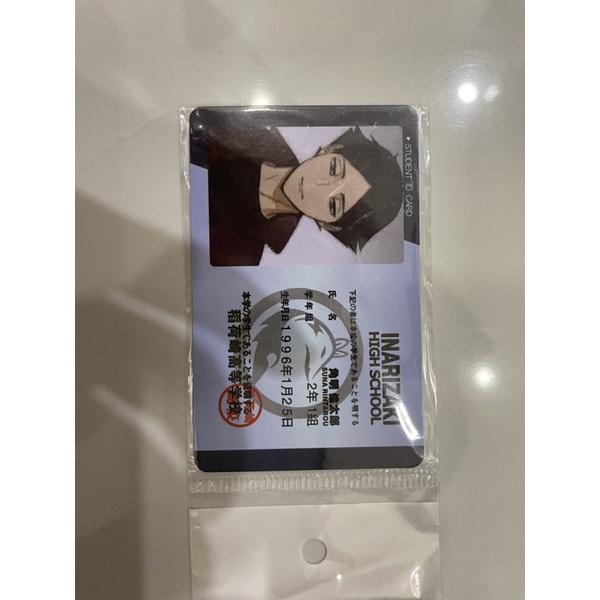 ▼ STUDENT ID CARD
INARIZAKI
HIGH SCHOOL
下記の者は本校の学生であることを明する
氏 名 角名 倫太郎
SUNA RINTAROU
学年組 2年1組
生年月日 1996年1月25日
本学の学生であることを証明する
稲荷崎高等学校